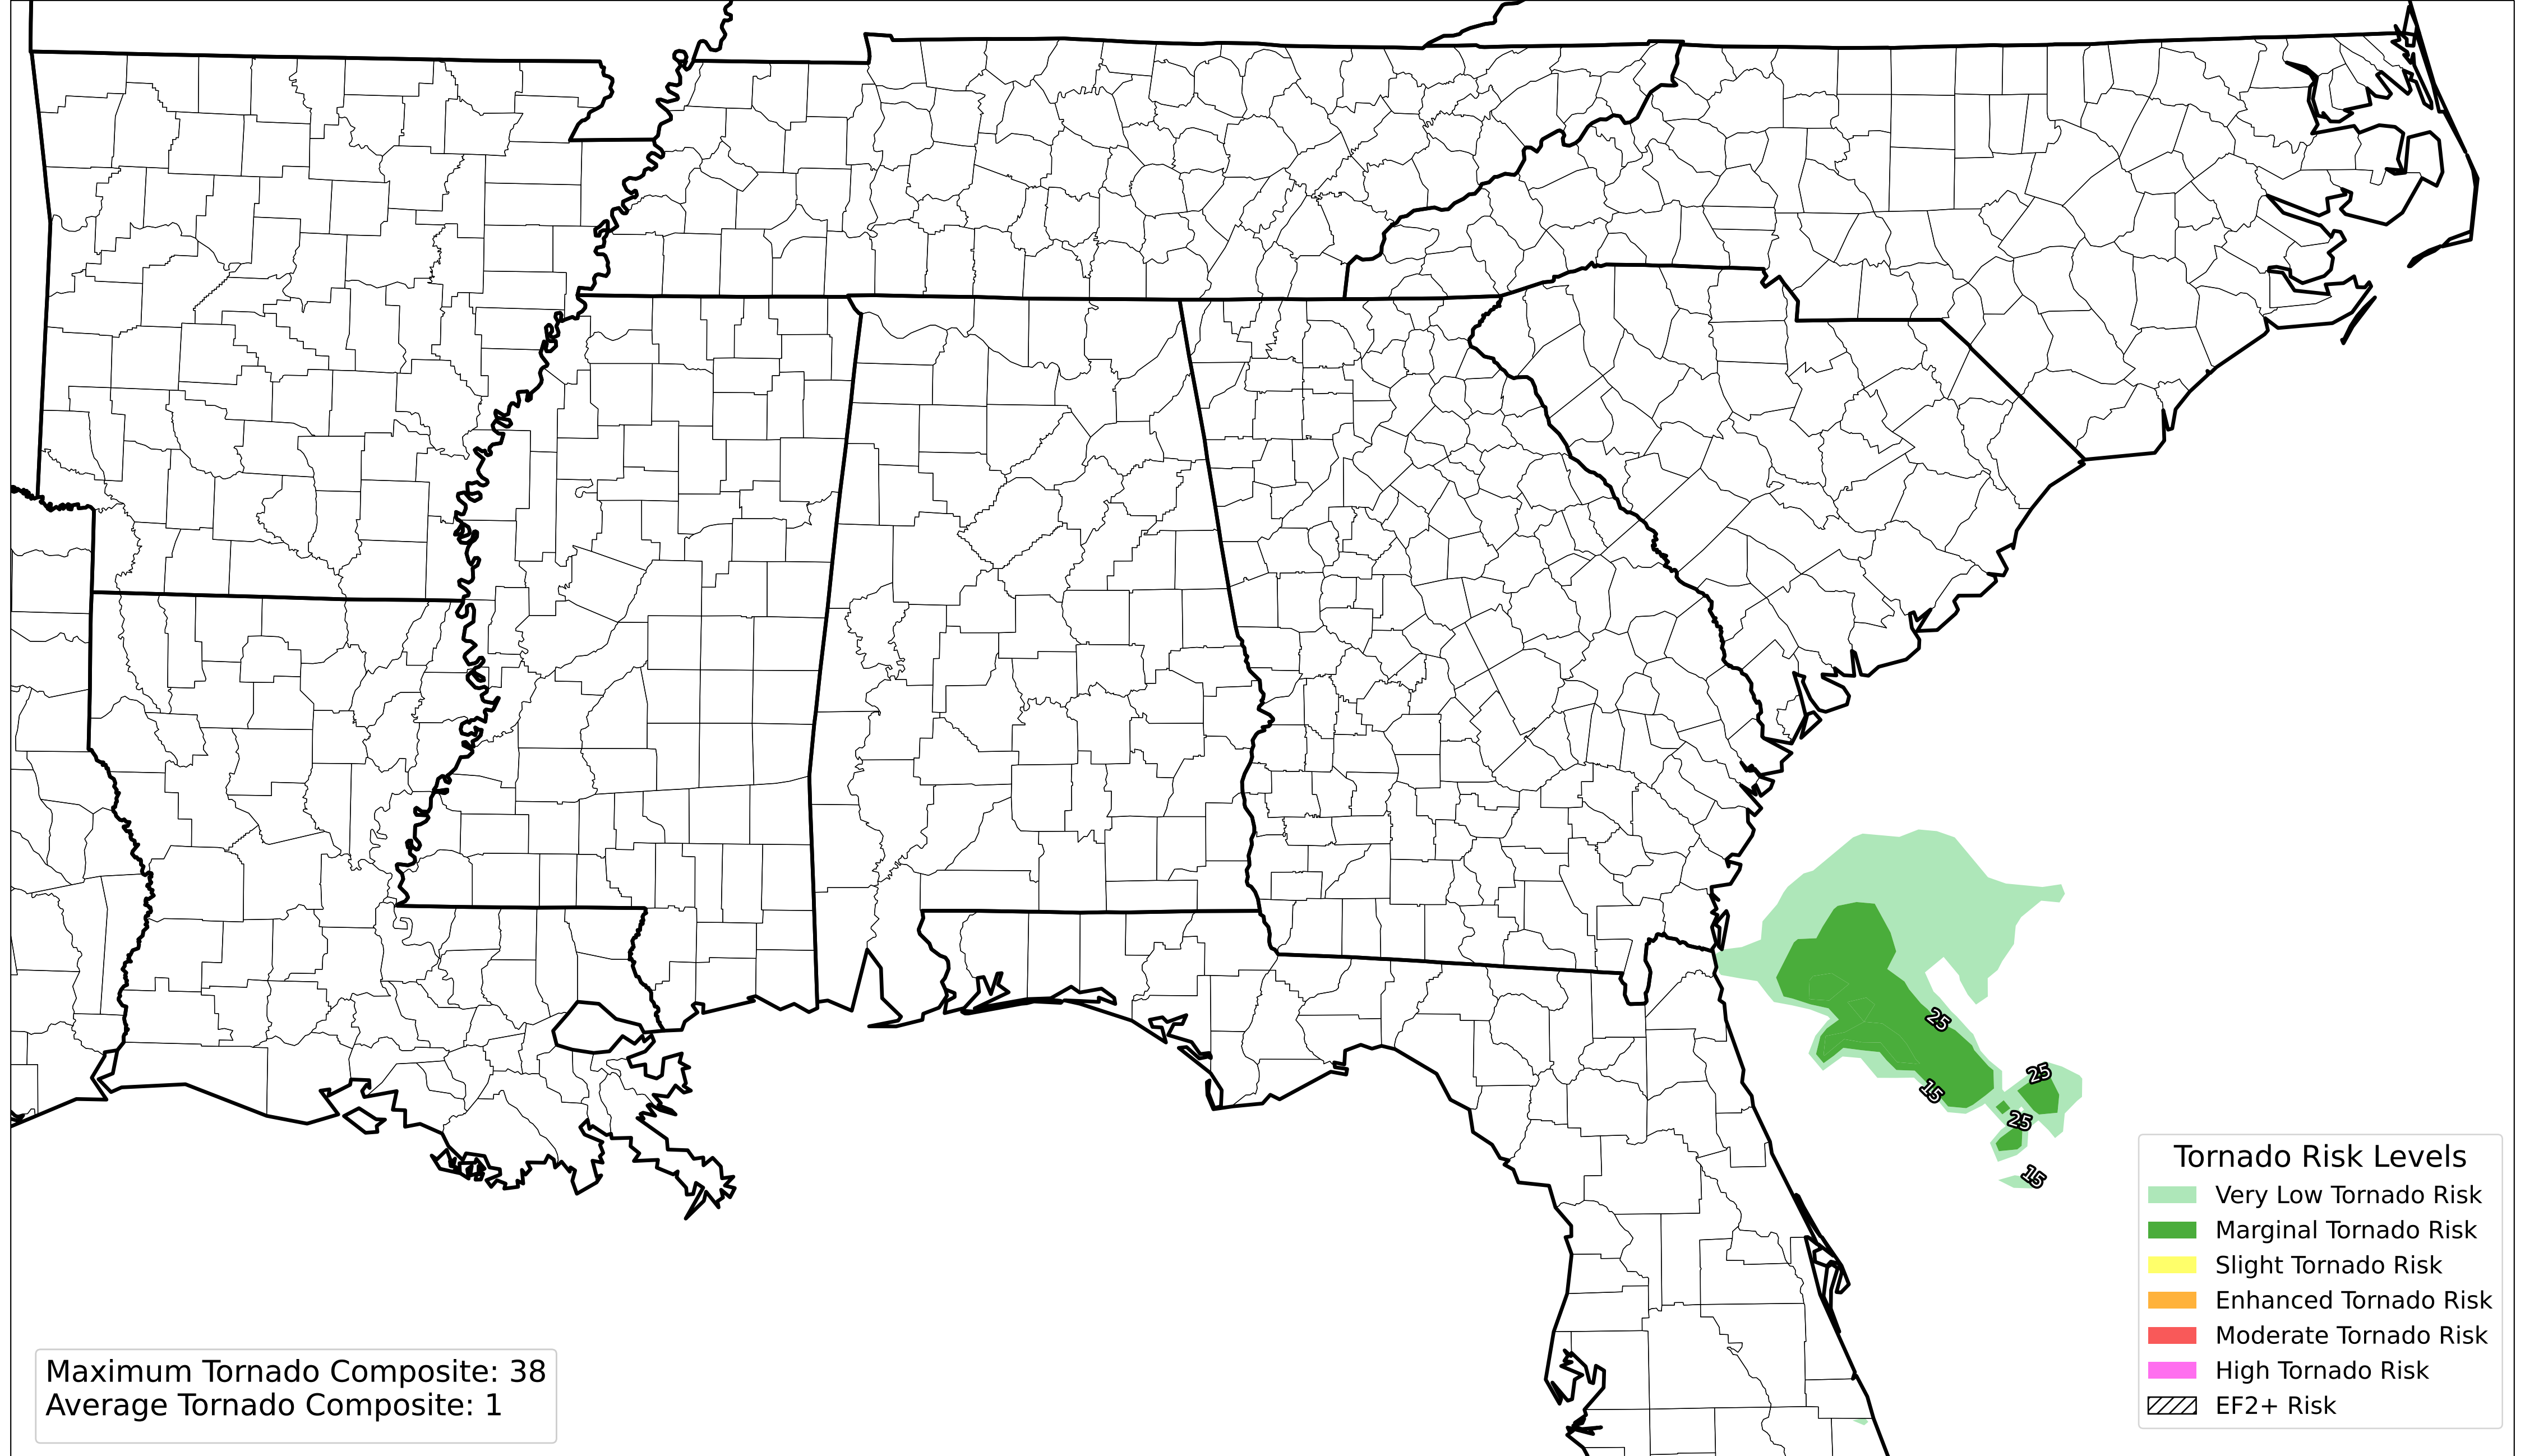 25
15
25
25
15
Tornado Risk Levels
Very Low Tornado Risk
Marginal Tornado Risk
Slight Tornado Risk
Enhanced Tornado Risk
Moderate Tornado Risk
High Tornado Risk
EF2+ Risk
Maximum Tornado Composite: 38
Average Tornado Composite: 1